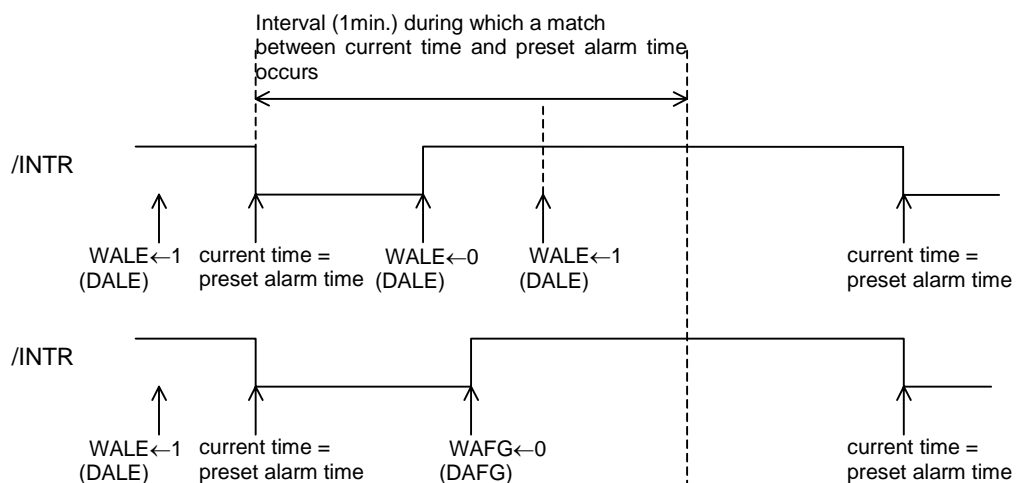 Interval (1min.) during which a match
between current time and preset alarm time
occurs
/INTR
WALE←1
(DALE)
current time =
preset alarm time
WALE←0
(DALE)
WALE←1
(DALE)
current time =
preset alarm time
/INTR
WALE←1
(DALE)
current time =
preset alarm time
WAFG←0
(DAFG)
current time =
preset alarm time